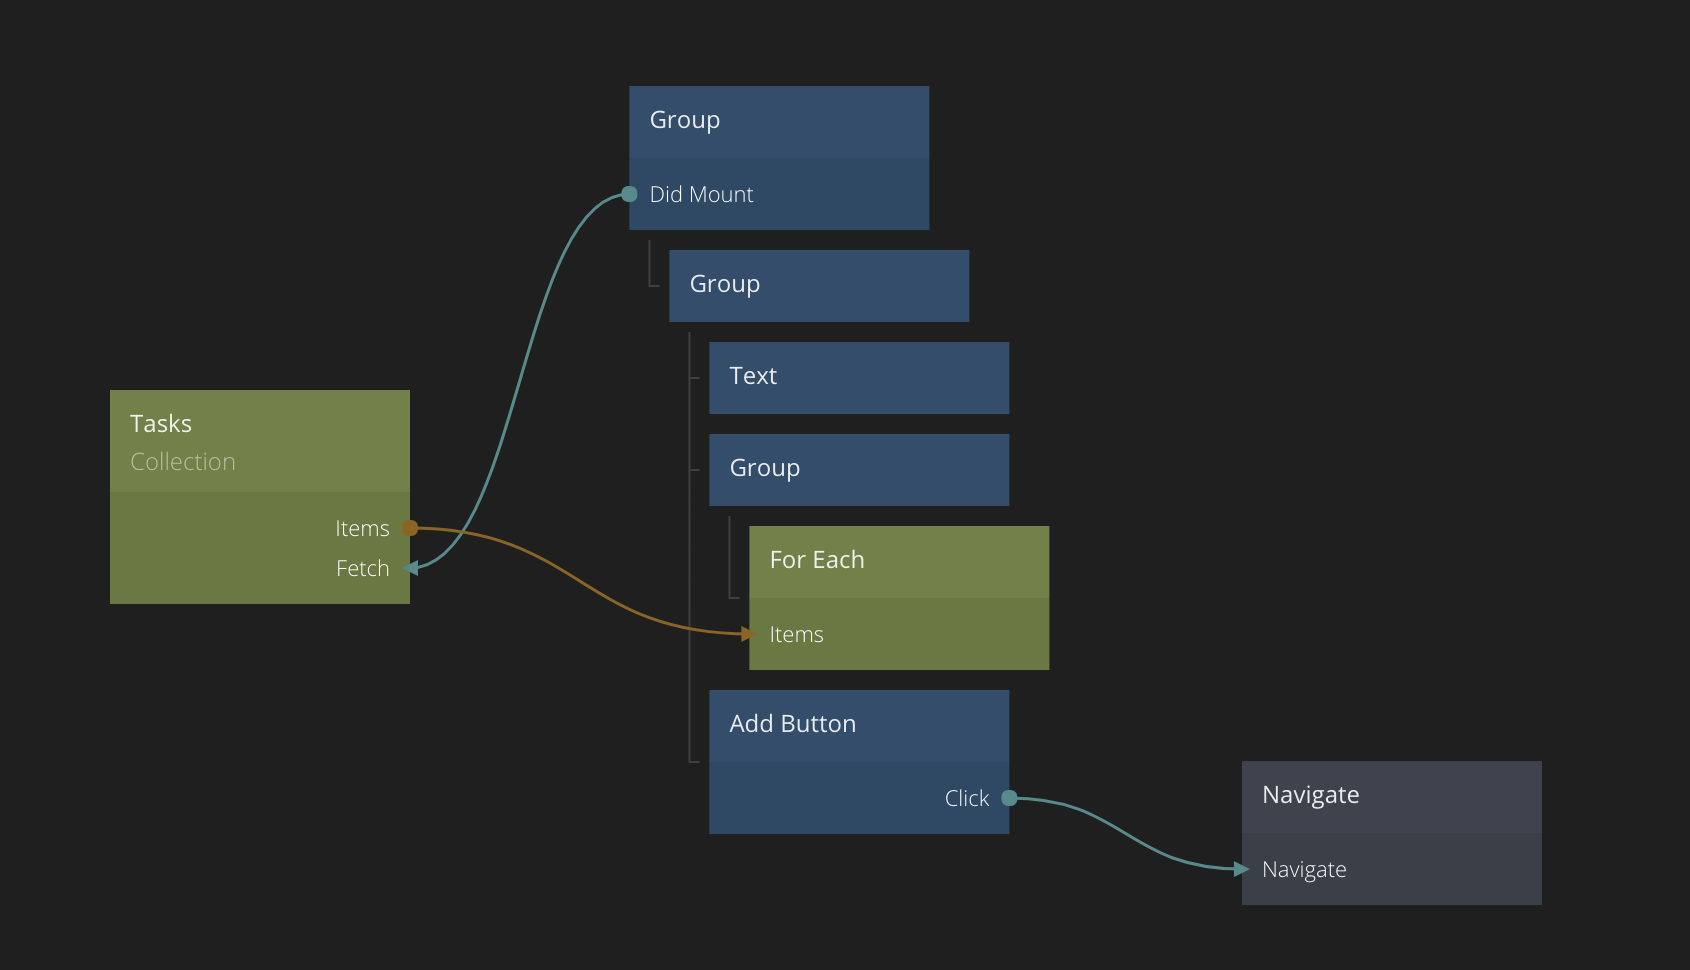 Group
Did Mount
Group
Text
Tasks
Collection
Items
Fetch
Group
For Each
Items
Add Button
Click
Navigate
Navigate